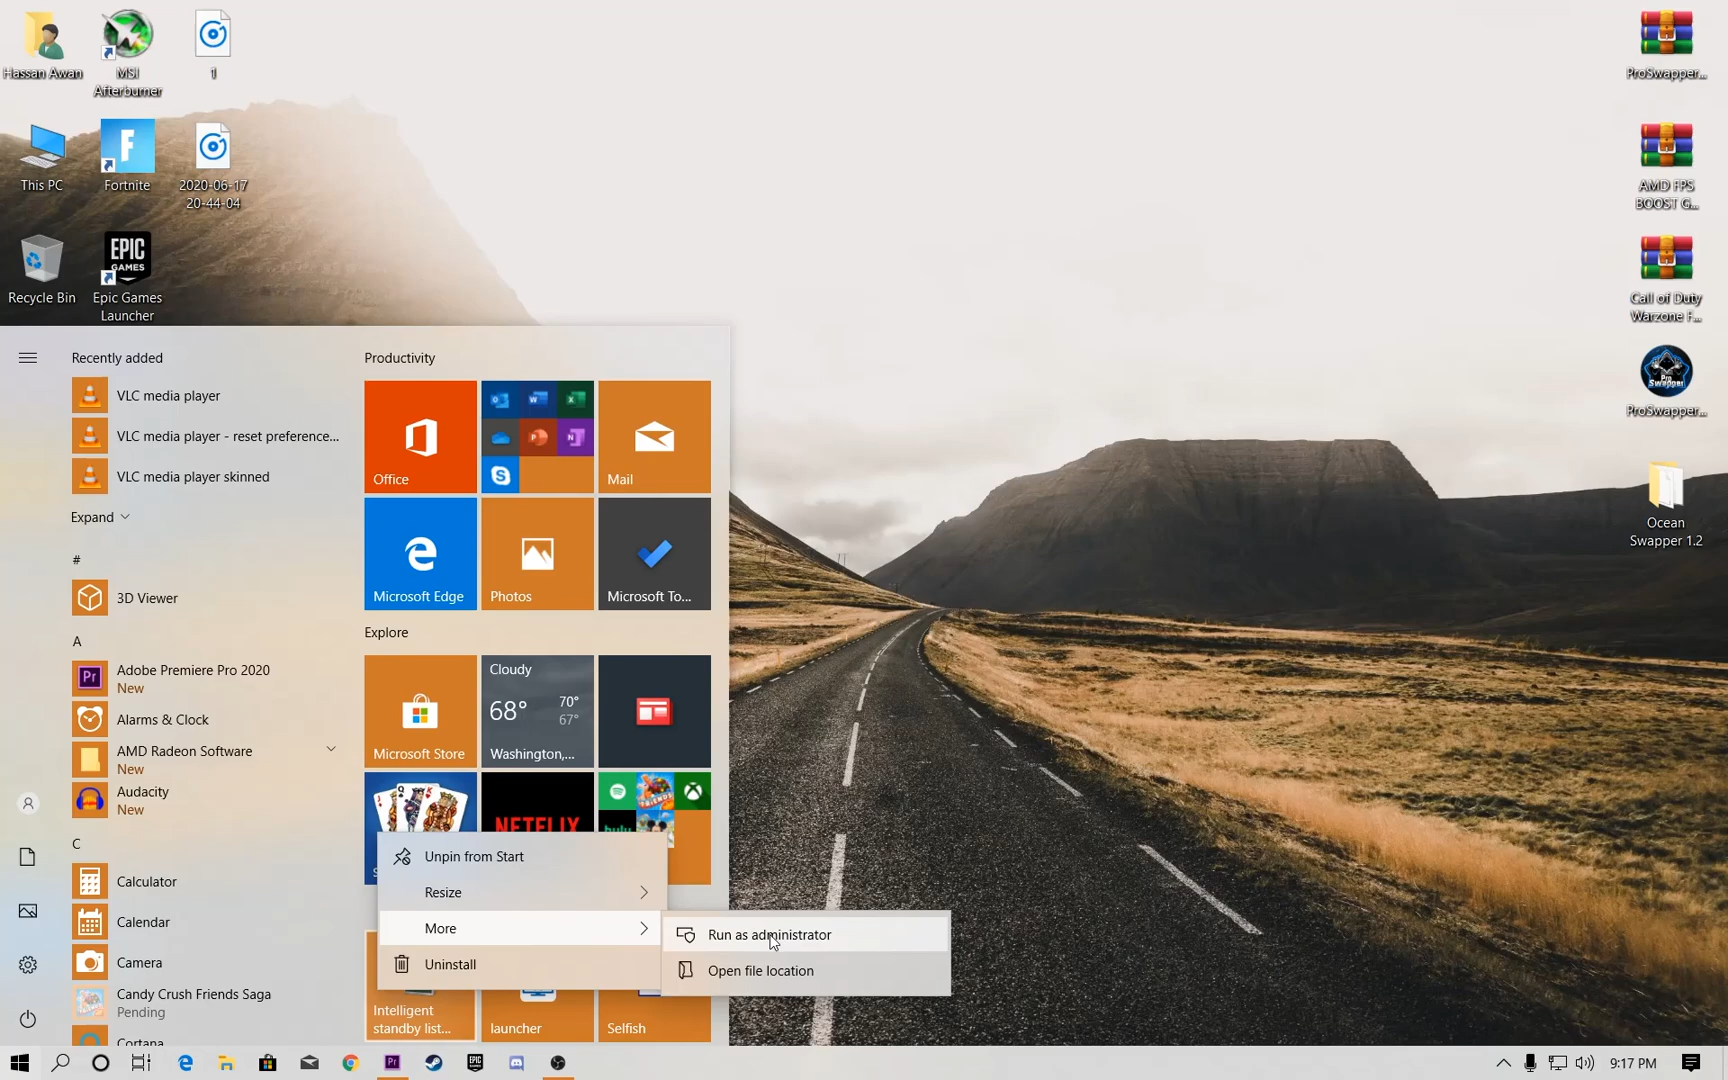 Hassan Awan
MSI
Afterburner
1
This PC
Fortnite
2020-06-17
20-44-04
Recycle Bin
EPIC
GAMES
Epic Games
Launcher
ProSwapper...
AMD FPS
BOOST G...
Call of Duty
Warzone F...
ProSwapper...
Ocean
Swapper 1.2
Recently added
VLC media player
VLC media player - reset preference...
VLC media player skinned
Expand
#
3D Viewer
A
Adobe Premiere Pro 2020
New
Alarms & Clock
AMD Radeon Software
New
Audacity
New
C
Calculator
Calendar
Camera
Candy Crush Friends Saga
Pending
Cortana
Productivity
Office
Mail
Microsoft Edge
Photos
Microsoft To...
Explore
Microsoft Store
Cloudy
68°
70°
67°
Washington,...
NETFLIX
hulu
Unpin from Start
Resize
More
Uninstall
Run as administrator
Open file location
Intelligent
standby list...
launcher
Selfish
9:17 PM